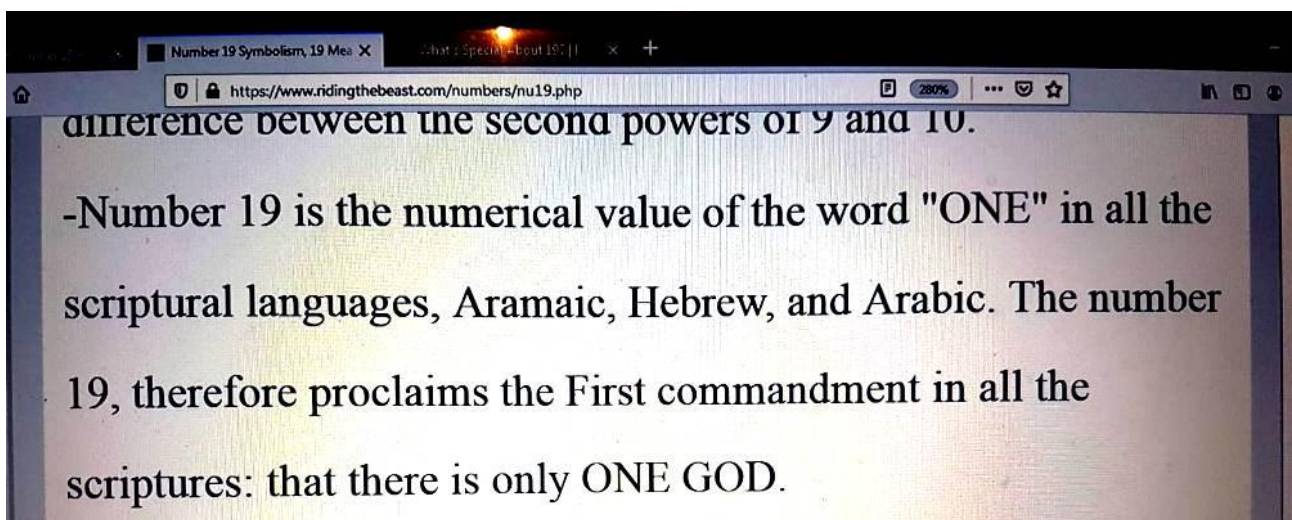 Number 19 Symbolism, 19 Mea
https://www.ridingthebeast.com/numbers/nu19.php 280%
difference between the second powers of 9 and 10.
-Number 19 is the numerical value of the word "ONE" in all the
scriptural languages, Aramaic, Hebrew, and Arabic. The number
19, therefore proclaims the First commandment in all the
scriptures: that there is only ONE GOD.